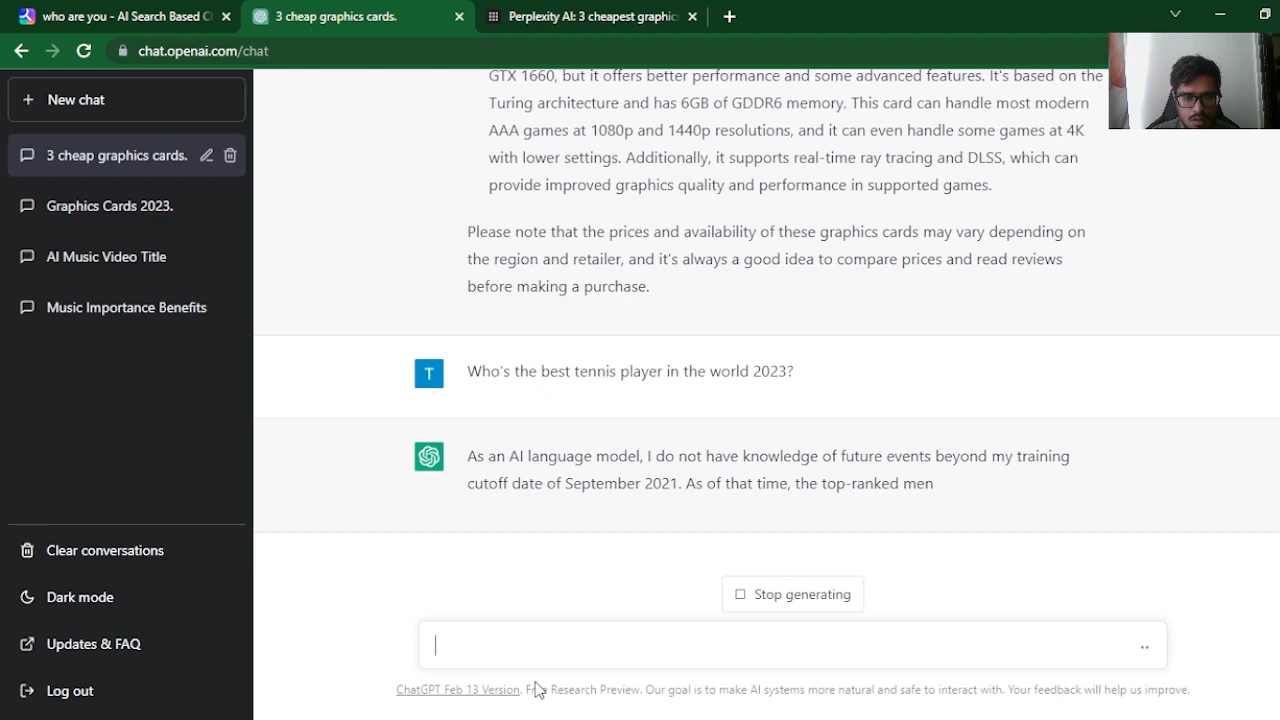 who are you - AI Search Based C
3 cheap graphics cards.
Perplexity AI: 3 cheapest graphic
chat.openai.com/chat
New chat
3 cheap graphics cards.
Graphics Cards 2023.
AI Music Video Title
Music Importance Benefits
Clear conversations
Dark mode
Updates & FAQ
Log out
GTX 1660, but it offers better performance and some advanced features. It's based on the
Turing architecture and has 6GB of GDDR6 memory. This card can handle most modern
AAA games at 1080p and 1440p resolutions, and it can even handle some games at 4K
with lower settings. Additionally, it supports real-time ray tracing and DLSS, which can
provide improved graphics quality and performance in supported games.
Please note that the prices and availability of these graphics cards may vary depending on
the region and retailer, and it's always a good idea to compare prices and read reviews
before making a purchase.
T
Who's the best tennis player in the world 2023?
As an AI language model, I do not have knowledge of future events beyond my training
cutoff date of September 2021. As of that time, the top-ranked men
Stop generating
ChatGPT Feb 13 Version. Research Preview. Our goal is to make AI systems more natural and safe to interact with. Your feedback will help us improve.